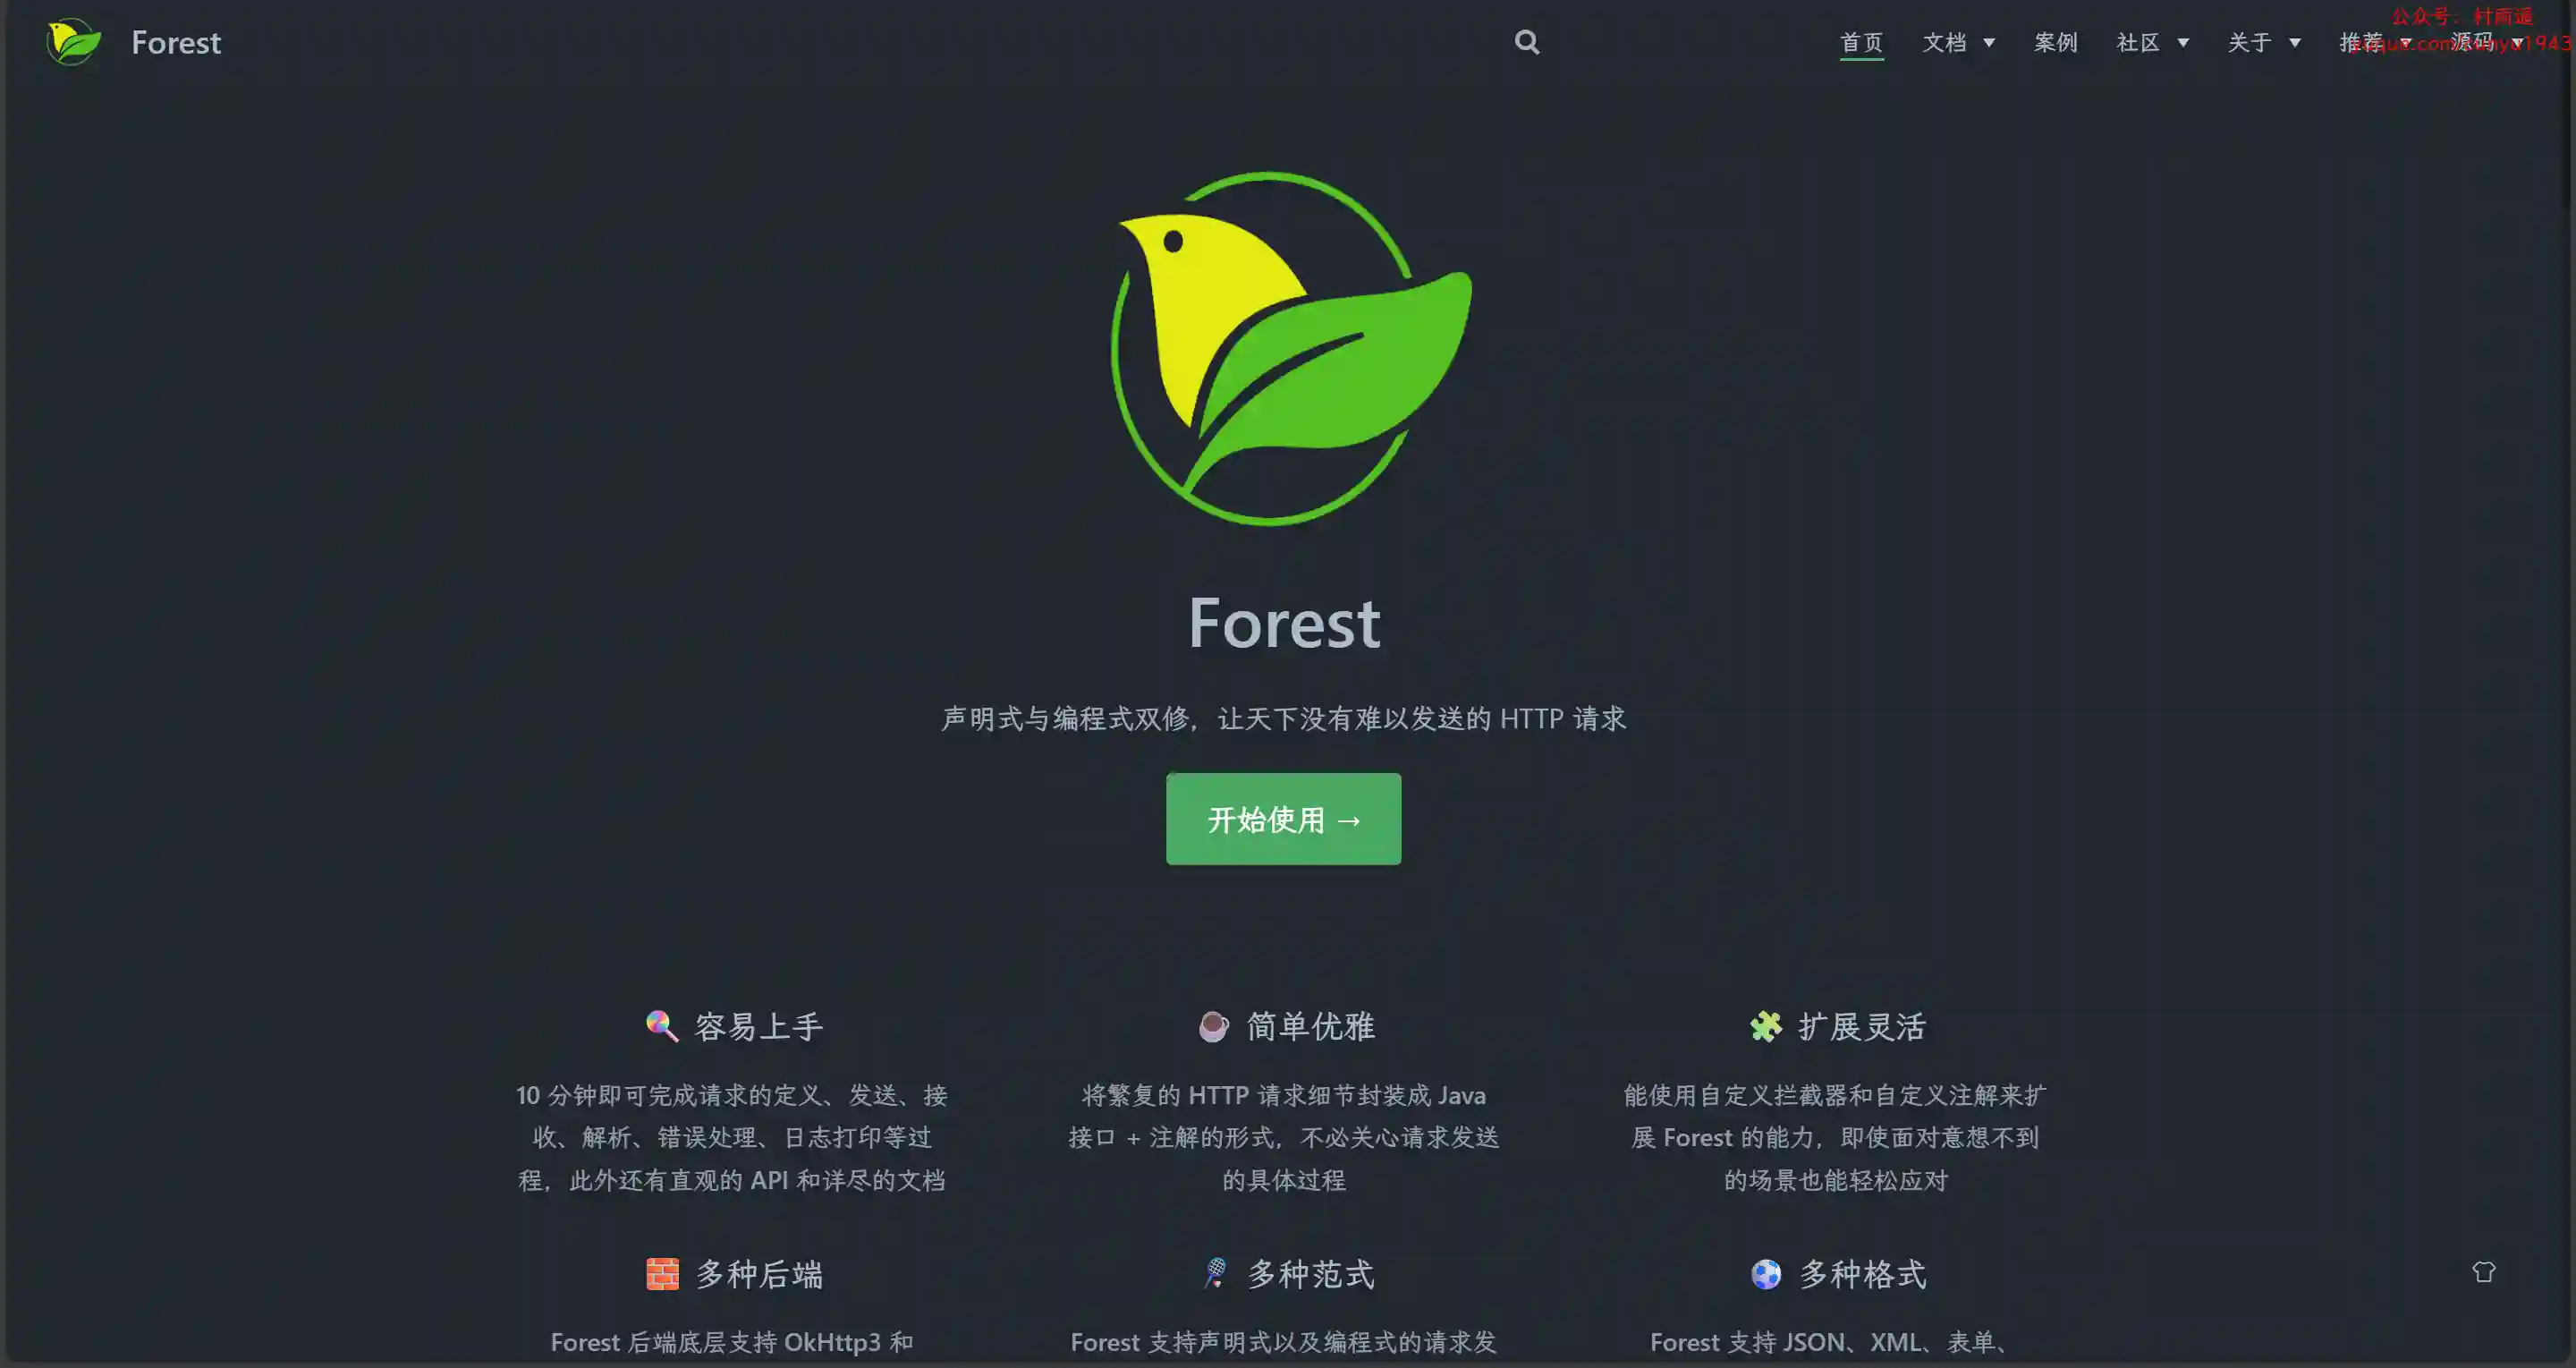 公众号：村雨遥
Forest
首页 文档 案例 社区 关于 推荐 源码
Forest
声明式与编程式双修，让天下没有难以发送的 HTTP 请求
开始使用 →
容易上手
10 分钟即可完成请求的定义、发送、接
收、解析、错误处理、日志打印等过
程，此外还有直观的 API 和详尽的文档
简单优雅
将繁复的 HTTP 请求细节封装成 Java
接口 + 注解的形式，不必关心请求发送
的具体过程
扩展灵活
能使用自定义拦截器和自定义注解来扩
展 Forest 的能力，即使面对意想不到
的场景也能轻松应对
多种后端
Forest 后端底层支持 OkHttp3 和
多种范式
Forest 支持声明式以及编程式的请求发
多种格式
Forest 支持 JSON、XML、表单、